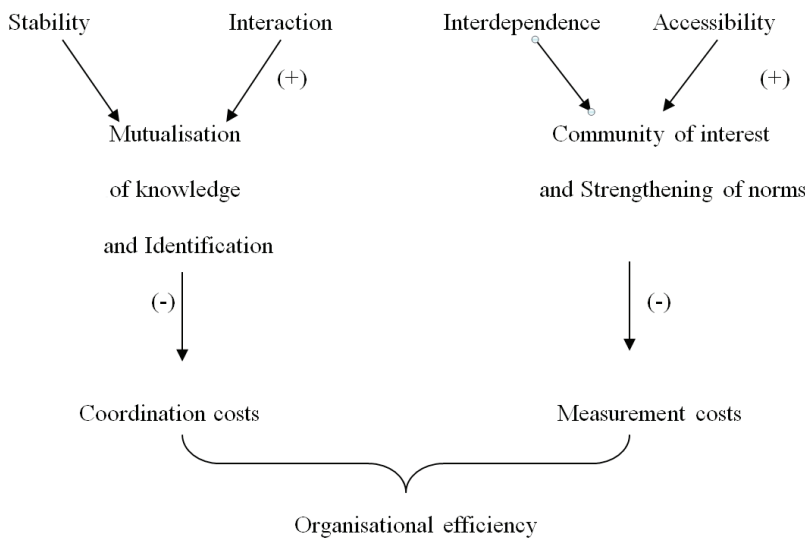 Stability Interaction Interdependence Accessibility
(+) (+)
Mutualisation Community of interest
of knowledge and Strengthening of norms
and Identification
(-) (-)
Coordination costs Measurement costs
Organisational efficiency